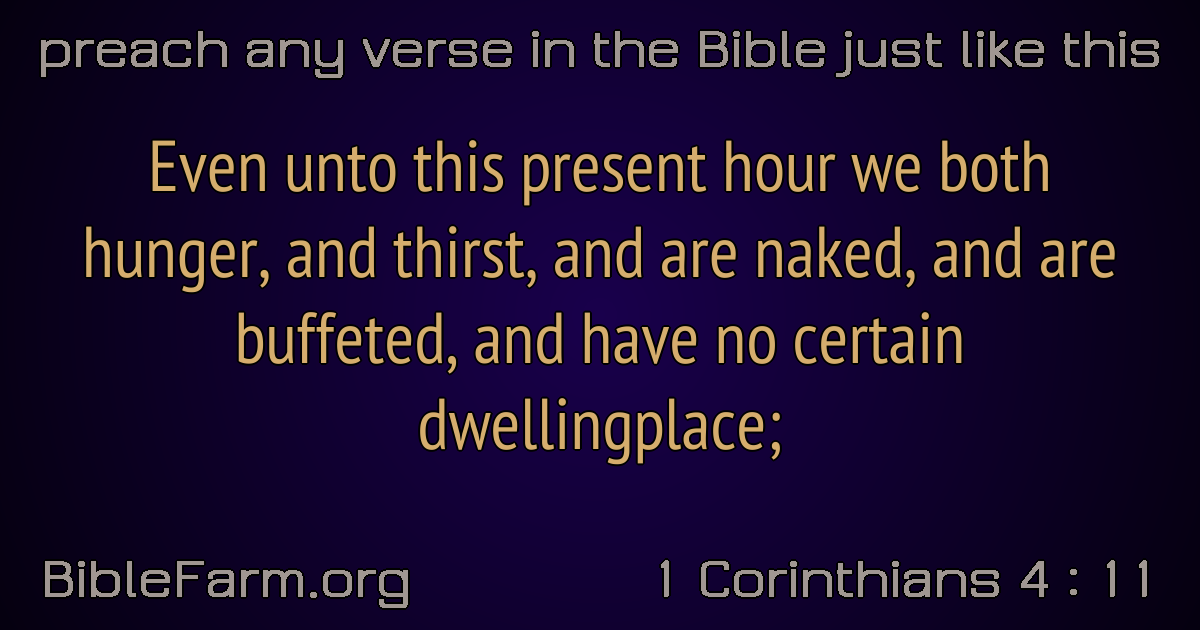 preach any verse in the Bible just like this
Even unto this present hour we both
hunger, and thirst, and are naked, and are
buffeted, and have no certain
dwellingplace;
BibleFarm.org
1 Corinthians 4 : 11